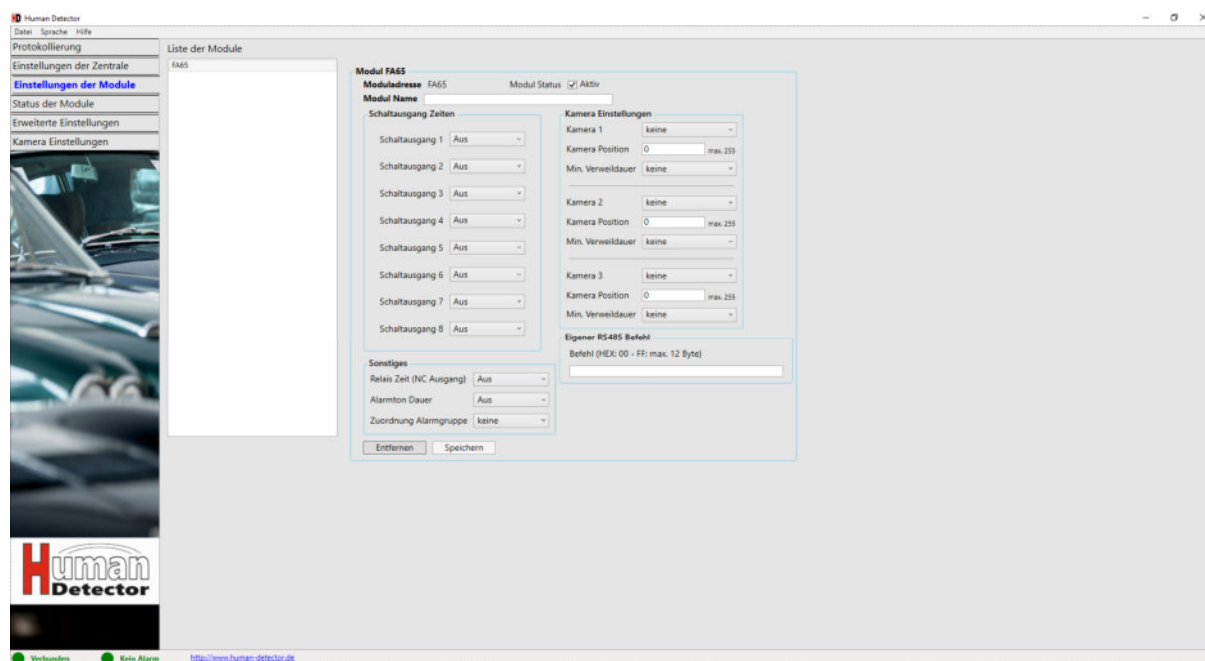 HD Human Detector
Datei Sprache Hilfe
Protokollierung
Einstellungen der Zentrale
Einstellungen der Module
Status der Module
Erweiterte Einstellungen
Kamera Einstellungen
Liste der Module
FA65
Modul FA65
Moduladresse FA65 Modul Status Aktiv
Modul Name
Schaltausgang Zeiten
Schaltausgang 1 Aus
Schaltausgang 2 Aus
Schaltausgang 3 Aus
Schaltausgang 4 Aus
Schaltausgang 5 Aus
Schaltausgang 6 Aus
Schaltausgang 7 Aus
Schaltausgang 8 Aus
Kamera Einstellungen
Kamera 1 keine
Kamera Position 0 max. 255
Min. Verweildauer keine
Kamera 2 keine
Kamera Position 0 max. 255
Min. Verweildauer keine
Kamera 3 keine
Kamera Position 0 max. 255
Min. Verweildauer keine
Eigener RS485 Befehl
Befehl (HEX: 00 - FF; max. 12 Byte)
Sonstiges
Relais Zeit (NC Ausgang) Aus
Alarmton Dauer Aus
Zuordnung Alarmgruppe keine
Entfernen Speichern
Human
Detector
Verbunden Kein Alarm http://www.human-detector.de